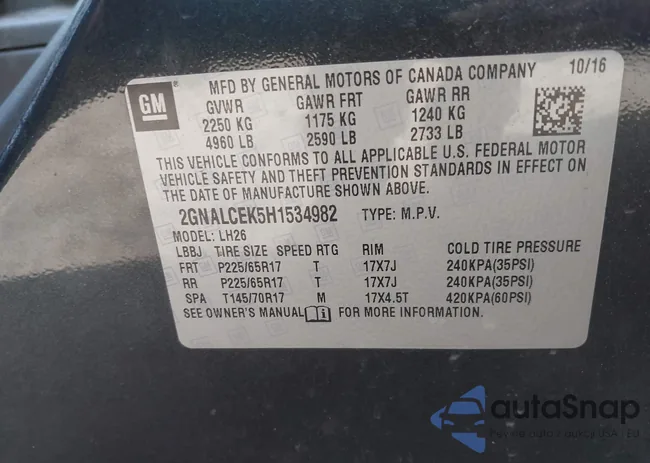 GM
MFD BY GENERAL MOTORS OF CANADA COMPANY 10/16
GVWR GAWR FRT GAWR RR
2250 KG 1175 KG 1240 KG
4960 LB 2590 LB 2733 LB
THIS VEHICLE CONFORMS TO ALL APPLICABLE U.S. FEDERAL MOTOR
VEHICLE SAFETY AND THEFT PREVENTION STANDARDS IN EFFECT ON
THE DATE OF MANUFACTURE SHOWN ABOVE.
2GNALCEK5H1534982 TYPE: M.P.V.
MODEL: LH26
LBBJ TIRE SIZE SPEED RTG RIM COLD TIRE PRESSURE
FRT P225/65R17 T 17X7J 240KPA(35PSI)
RR P225/65R17 T 17X7J 240KPA(35PSI)
SPA T145/70R17 M 17X4.5T 420KPA(60PSI)
SEE OWNER'S MANUAL FOR MORE INFORMATION.
autaSnap